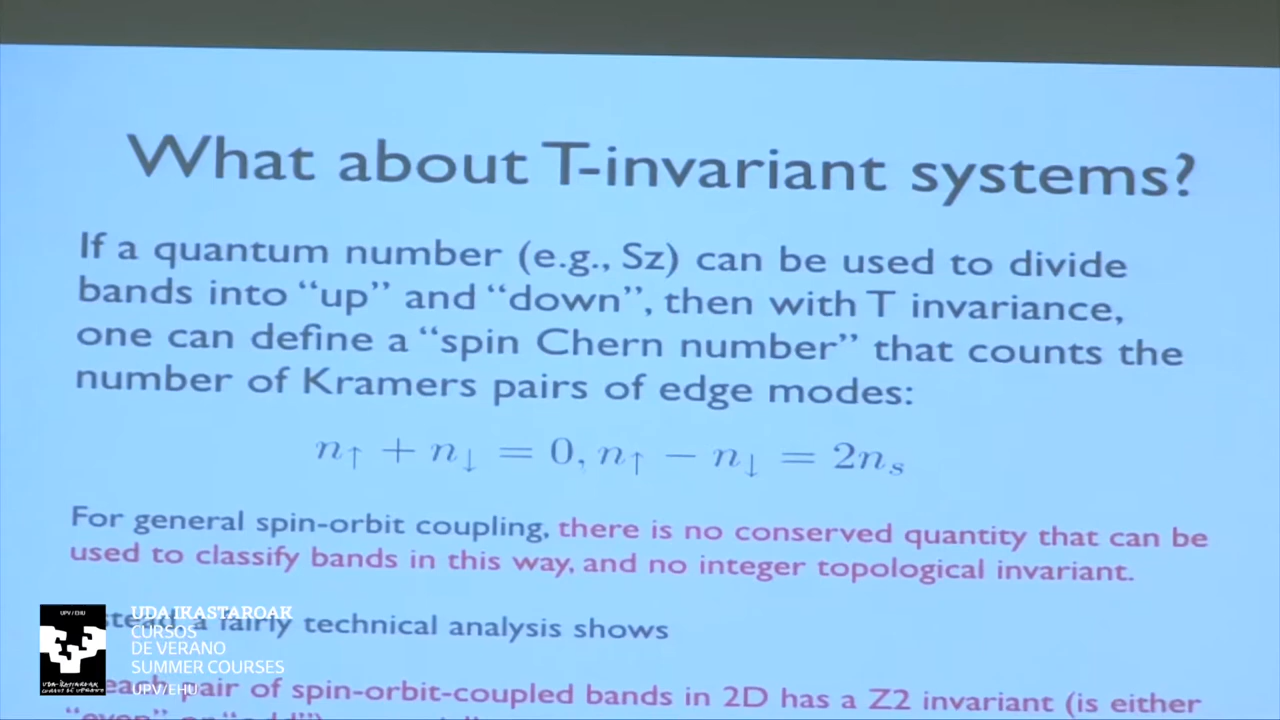 What about T-invariant systems?
If a quantum number (e.g., Sz) can be used to divide
bands into “up” and “down”, then with T invariance,
one can define a “spin Chern number” that counts the
number of Kramers pairs of edge modes:
n↑ + n↓ = 0, n↑ − n↓ = 2nₛ
For general spin-orbit coupling, there is no conserved quantity that can be
used to classify bands in this way, and no integer topological invariant.
a fairly technical analysis shows
each pair of spin-orbit-coupled bands in 2D has a Z2 invariant (is either
UPV / EHU
UDA IKASTAROAK
CURSOS
DE VERANO
SUMMER COURSES
UPV/EHU